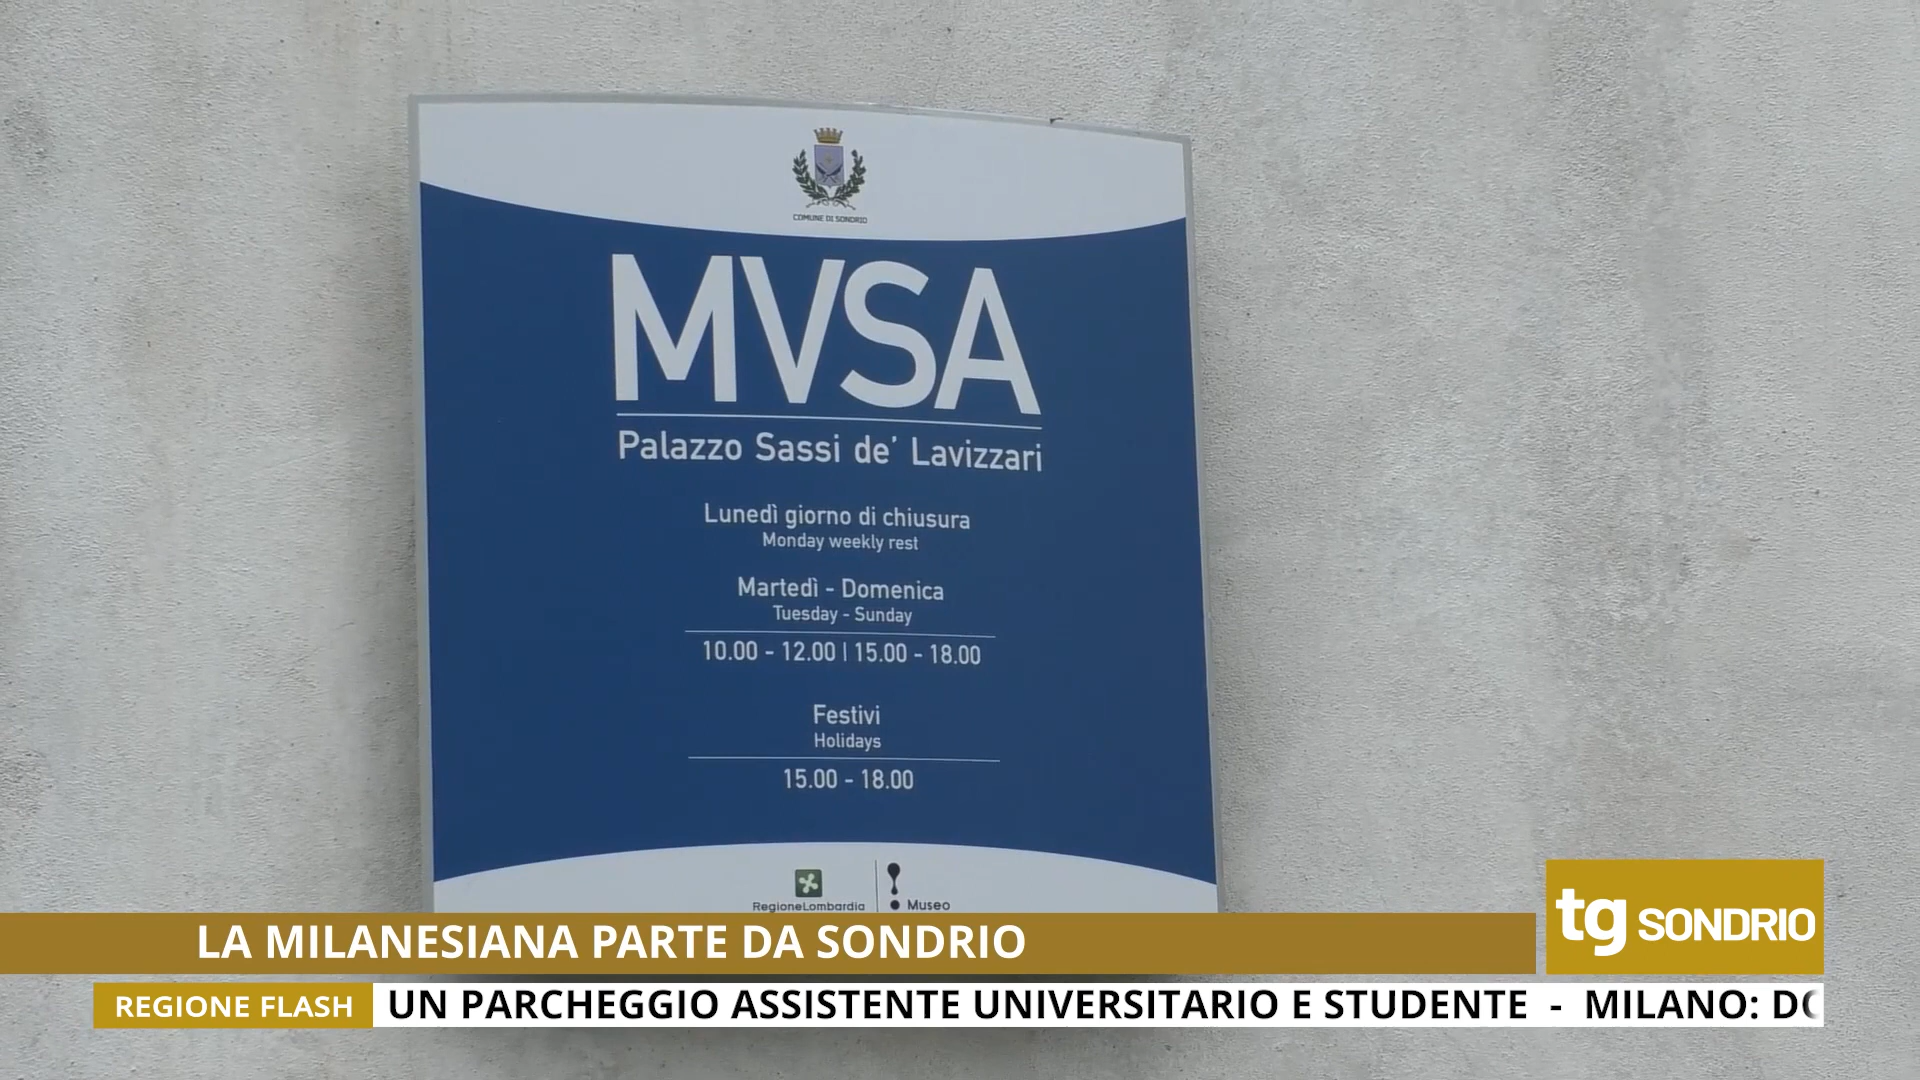 COMUNE DI SONDRIO
MVSA
Palazzo Sassi de' Lavizzari
Lunedì giorno di chiusura
Monday weekly rest
Martedì - Domenica
Tuesday - Sunday
10.00 - 12.00 | 15.00 - 18.00
Festivi
Holidays
15.00 - 18.00
RegioneLombardia
Museo
LA MILANESIANA PARTE DA SONDRIO
tg SONDRIO
REGIONE FLASH
UN PARCHEGGIO ASSISTENTE UNIVERSITARIO E STUDENTE - MILANO: